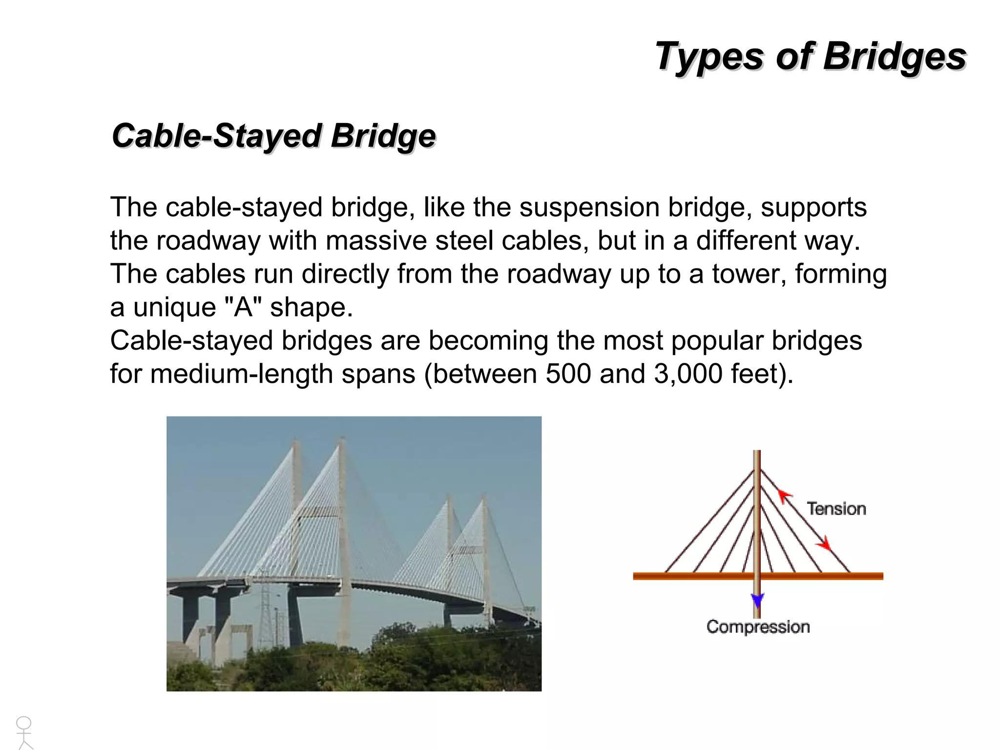 Types of Bridges
Cable-Stayed Bridge
The cable-stayed bridge, like the suspension bridge, supports
the roadway with massive steel cables, but in a different way.
The cables run directly from the roadway up to a tower, forming
a unique "A" shape.
Cable-stayed bridges are becoming the most popular bridges
for medium-length spans (between 500 and 3,000 feet).
Tension
Compression